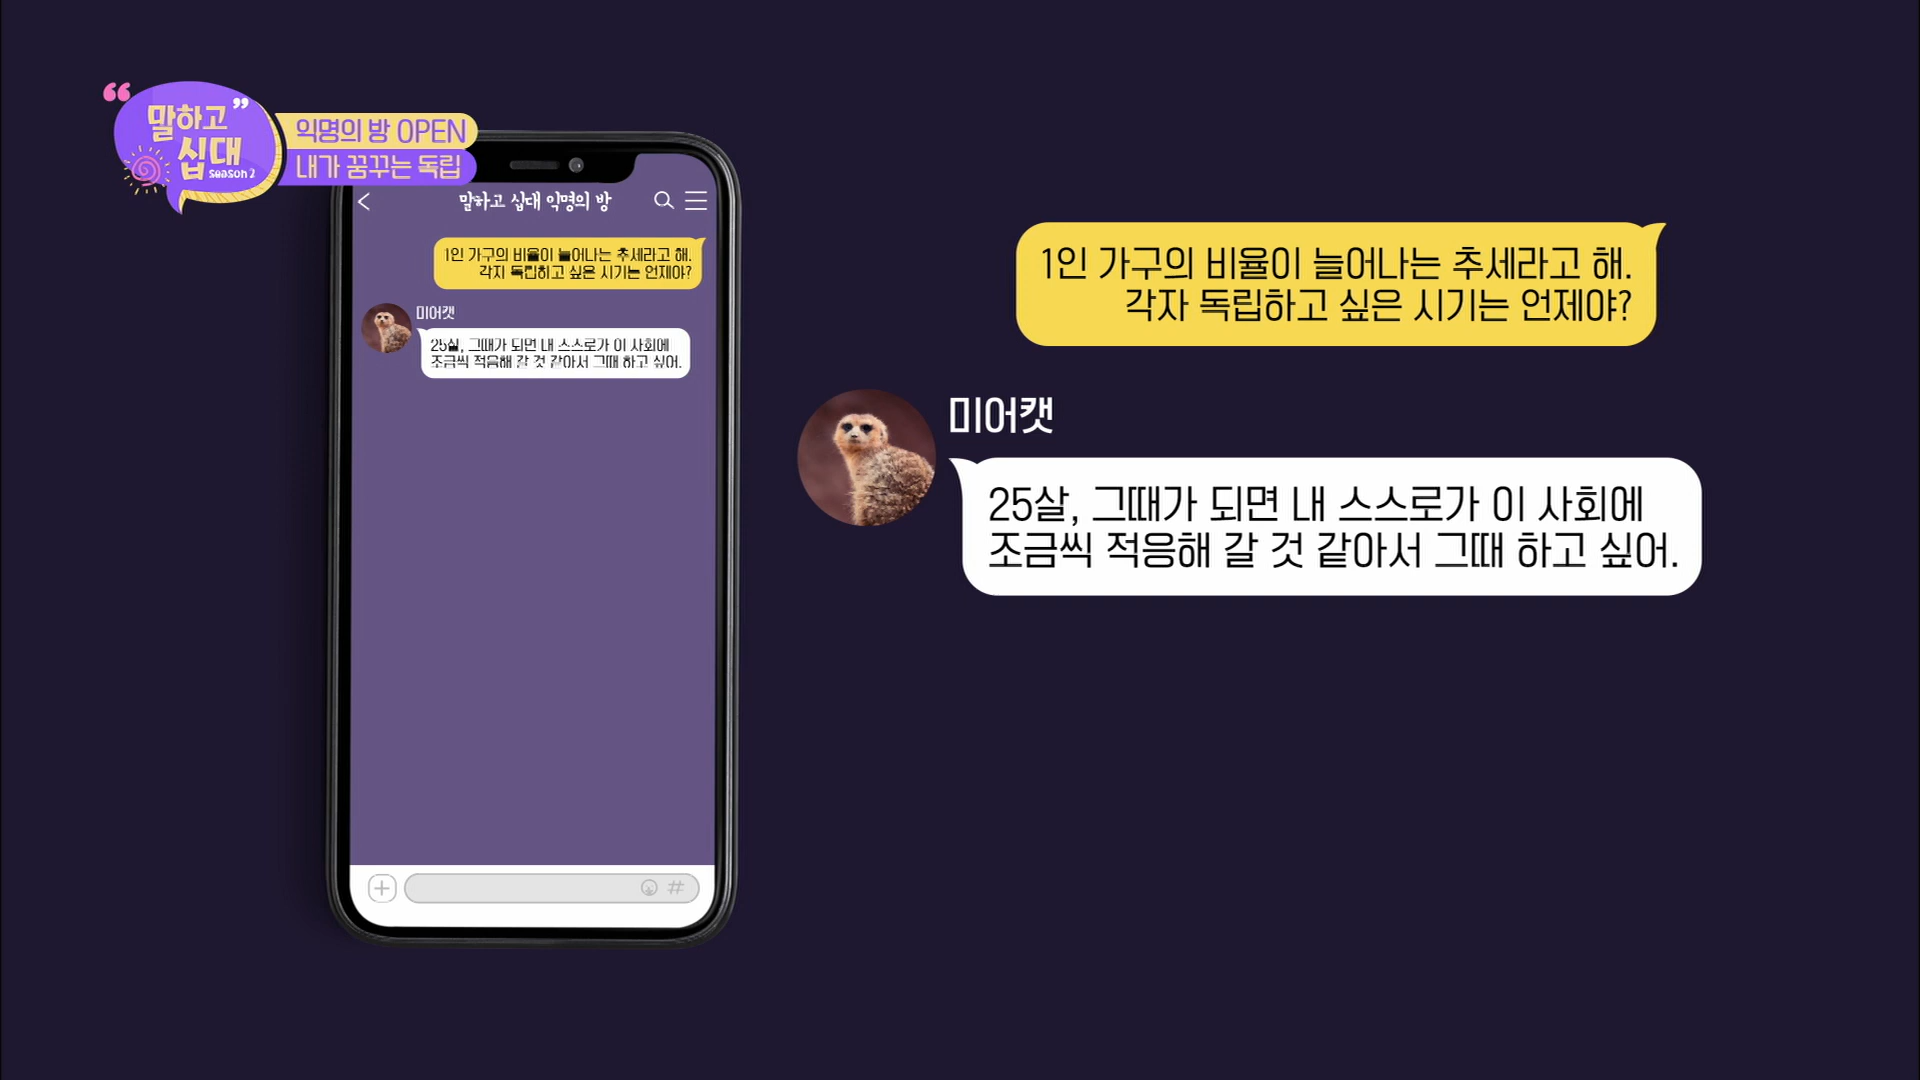 말하고
십대
season 2
익명의 방 OPEN
내가 꿈꾸는 독립
말하고 십대 익명의 방
1인 가구의 비율이 늘어나는 추세라고 해.
각자 독립하고 싶은 시기는 언제야?
미어캣
25살, 그때가 되면 내 스스로가 이 사회에
조금씩 적응해 갈 것 같아서 그때 하고 싶어.
1인 가구의 비율이 늘어나는 추세라고 해.
각자 독립하고 싶은 시기는 언제야?
미어캣
25살, 그때가 되면 내 스스로가 이 사회에
조금씩 적응해 갈 것 같아서 그때 하고 싶어.